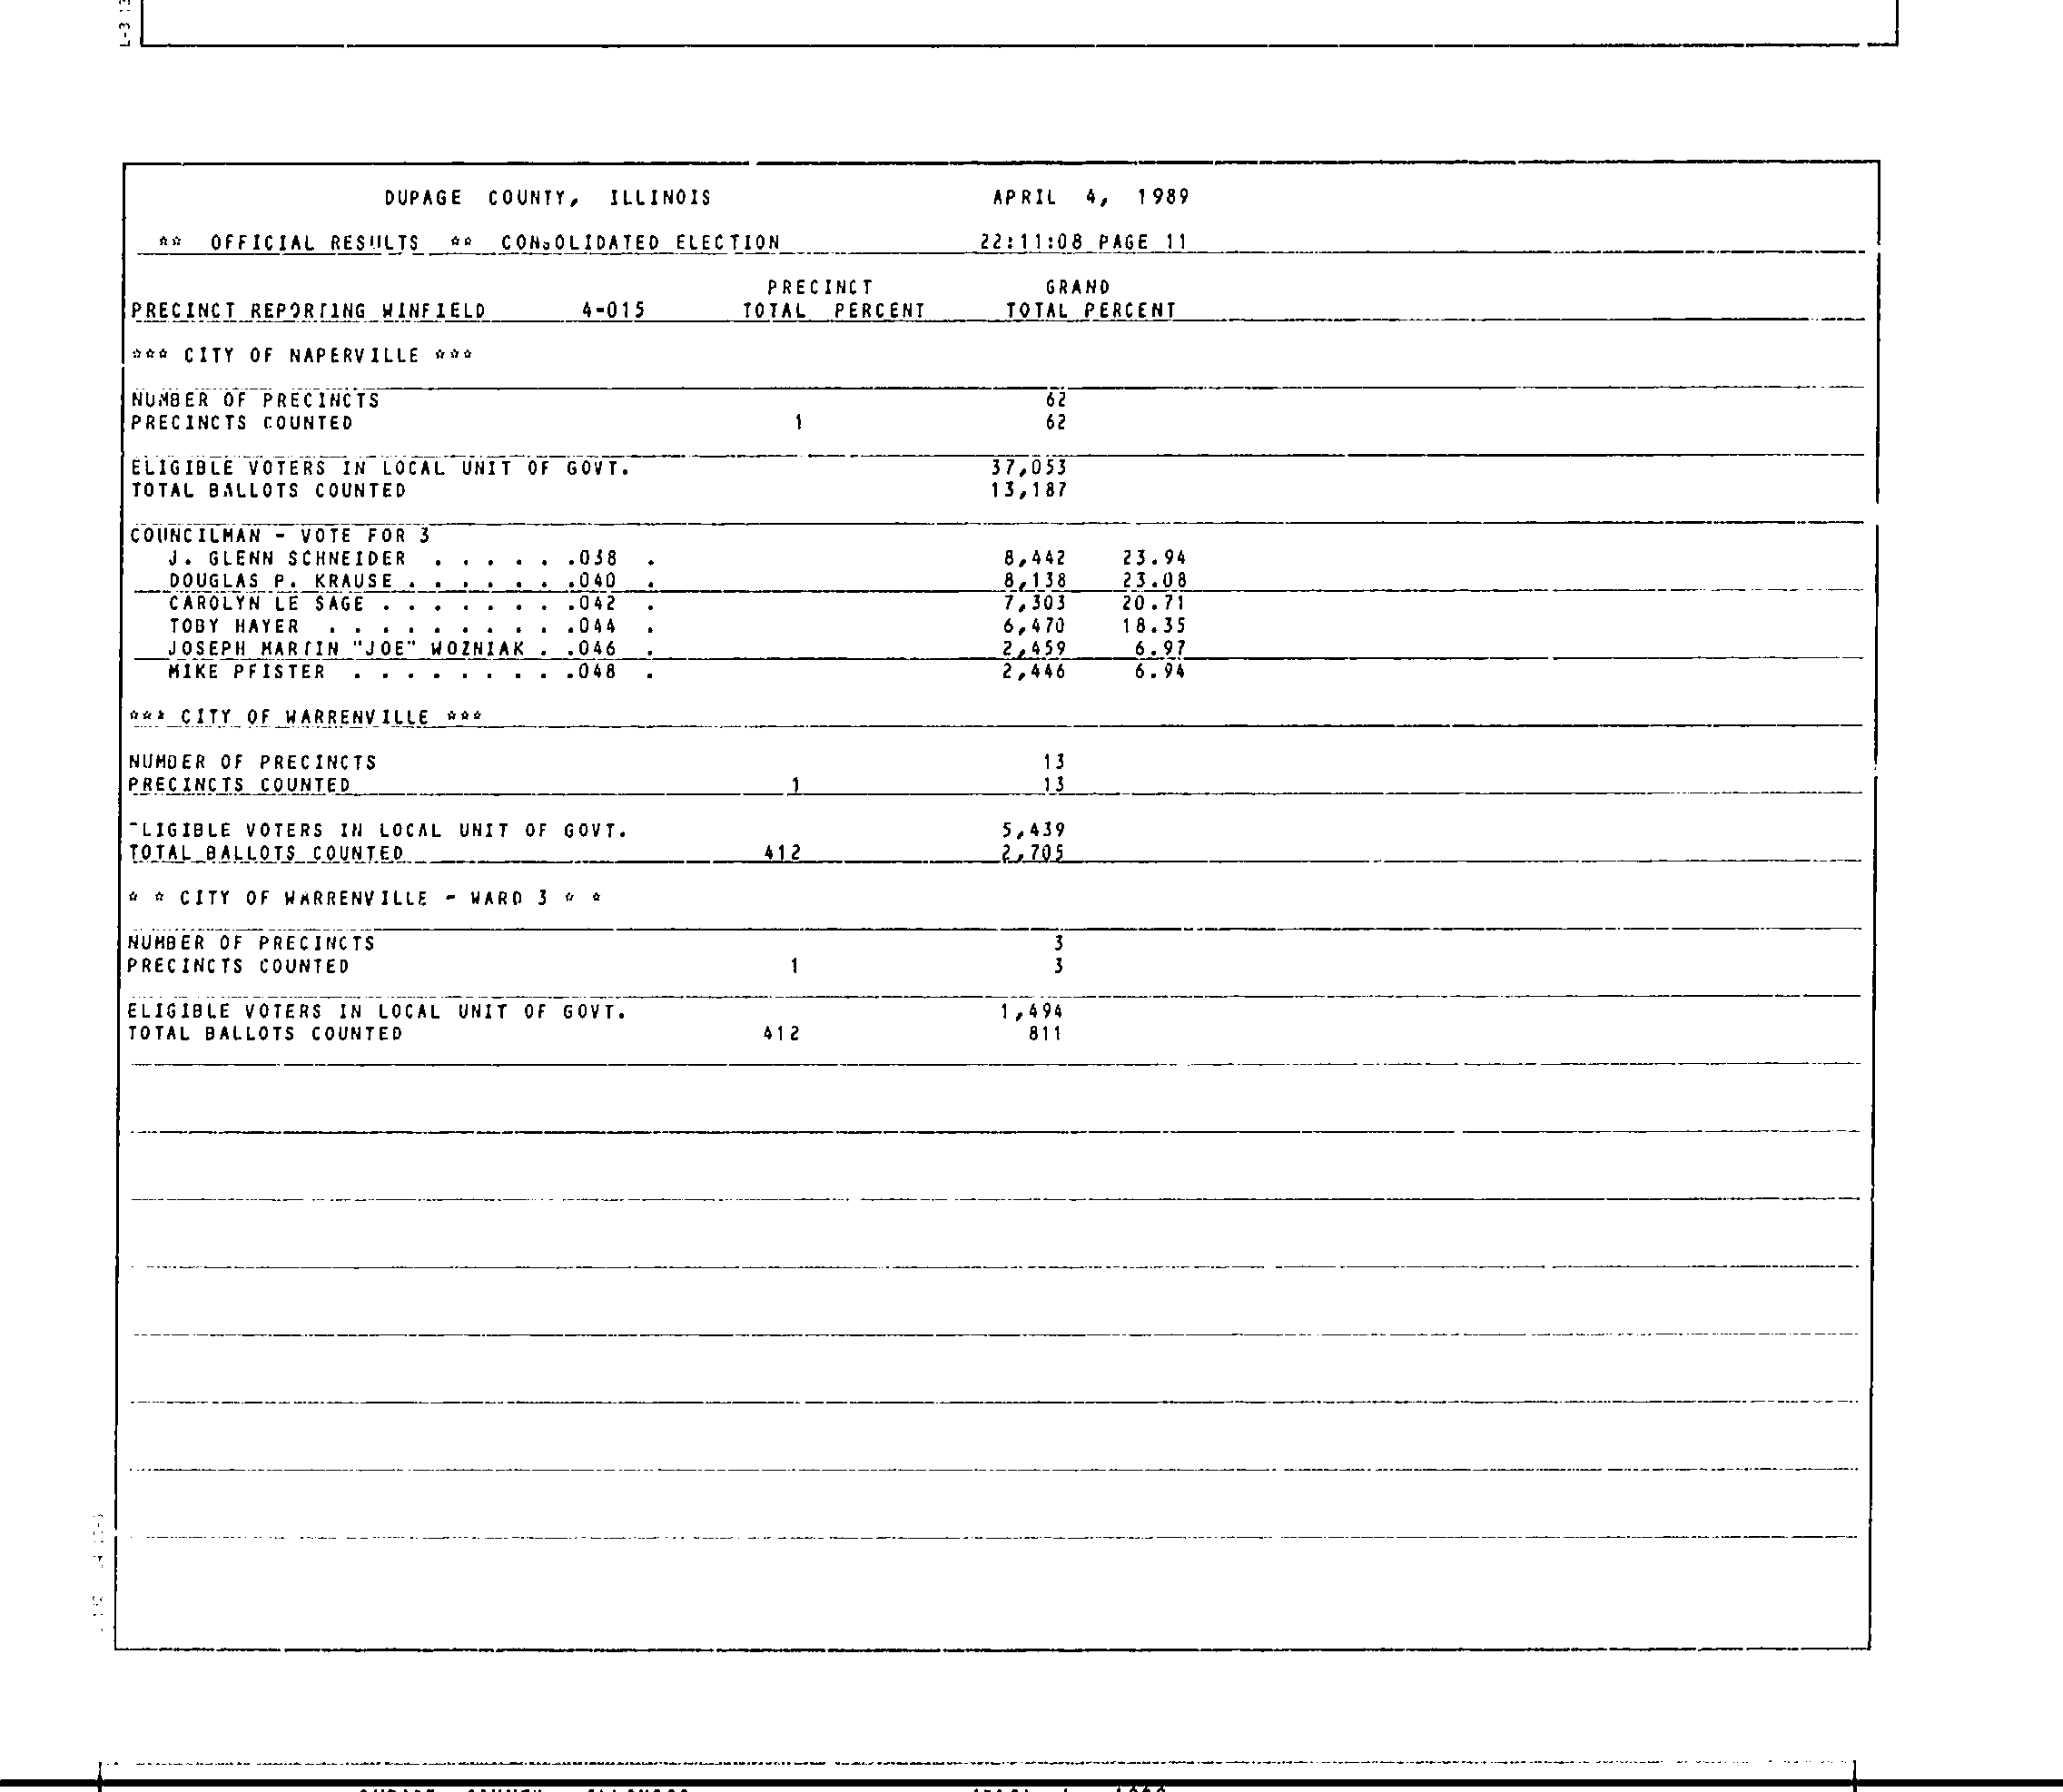 DUPAGE COUNTY, ILLINOIS APRIL 4, 1989
** OFFICIAL RESULTS ** CONSOLIDATED ELECTION 22:11:08 PAGE 11
PRECINCT GRAND
PRECINCT REPORTING WINFIELD 4-015 TOTAL PERCENT TOTAL PERCENT
*** CITY OF NAPERVILLE ***
NUMBER OF PRECINCTS 62
PRECINCTS COUNTED 1 62
ELIGIBLE VOTERS IN LOCAL UNIT OF GOVT. 37,053
TOTAL BALLOTS COUNTED 13,187
COUNCILMAN - VOTE FOR 3
J. GLENN SCHNEIDER . . . . . .038 . 8,442 23.94
DOUGLAS P. KRAUSE . . . . . . .040 . 8,138 23.08
CAROLYN LE SAGE . . . . . . . .042 . 7,303 20.71
TOBY HAYER . . . . . . . . . .044 . 6,470 18.35
JOSEPH MARTIN "JOE" WOZNIAK . .046 . 2,459 6.97
MIKE PFISTER . . . . . . . . .048 . 2,446 6.94
*** CITY OF WARRENVILLE ***
NUMBER OF PRECINCTS 13
PRECINCTS COUNTED 1 13
ELIGIBLE VOTERS IN LOCAL UNIT OF GOVT. 5,439
TOTAL BALLOTS COUNTED 412 2,705
* * CITY OF WARRENVILLE - WARD 3 * *
NUMBER OF PRECINCTS 3
PRECINCTS COUNTED 1 3
ELIGIBLE VOTERS IN LOCAL UNIT OF GOVT. 1,494
TOTAL BALLOTS COUNTED 412 811